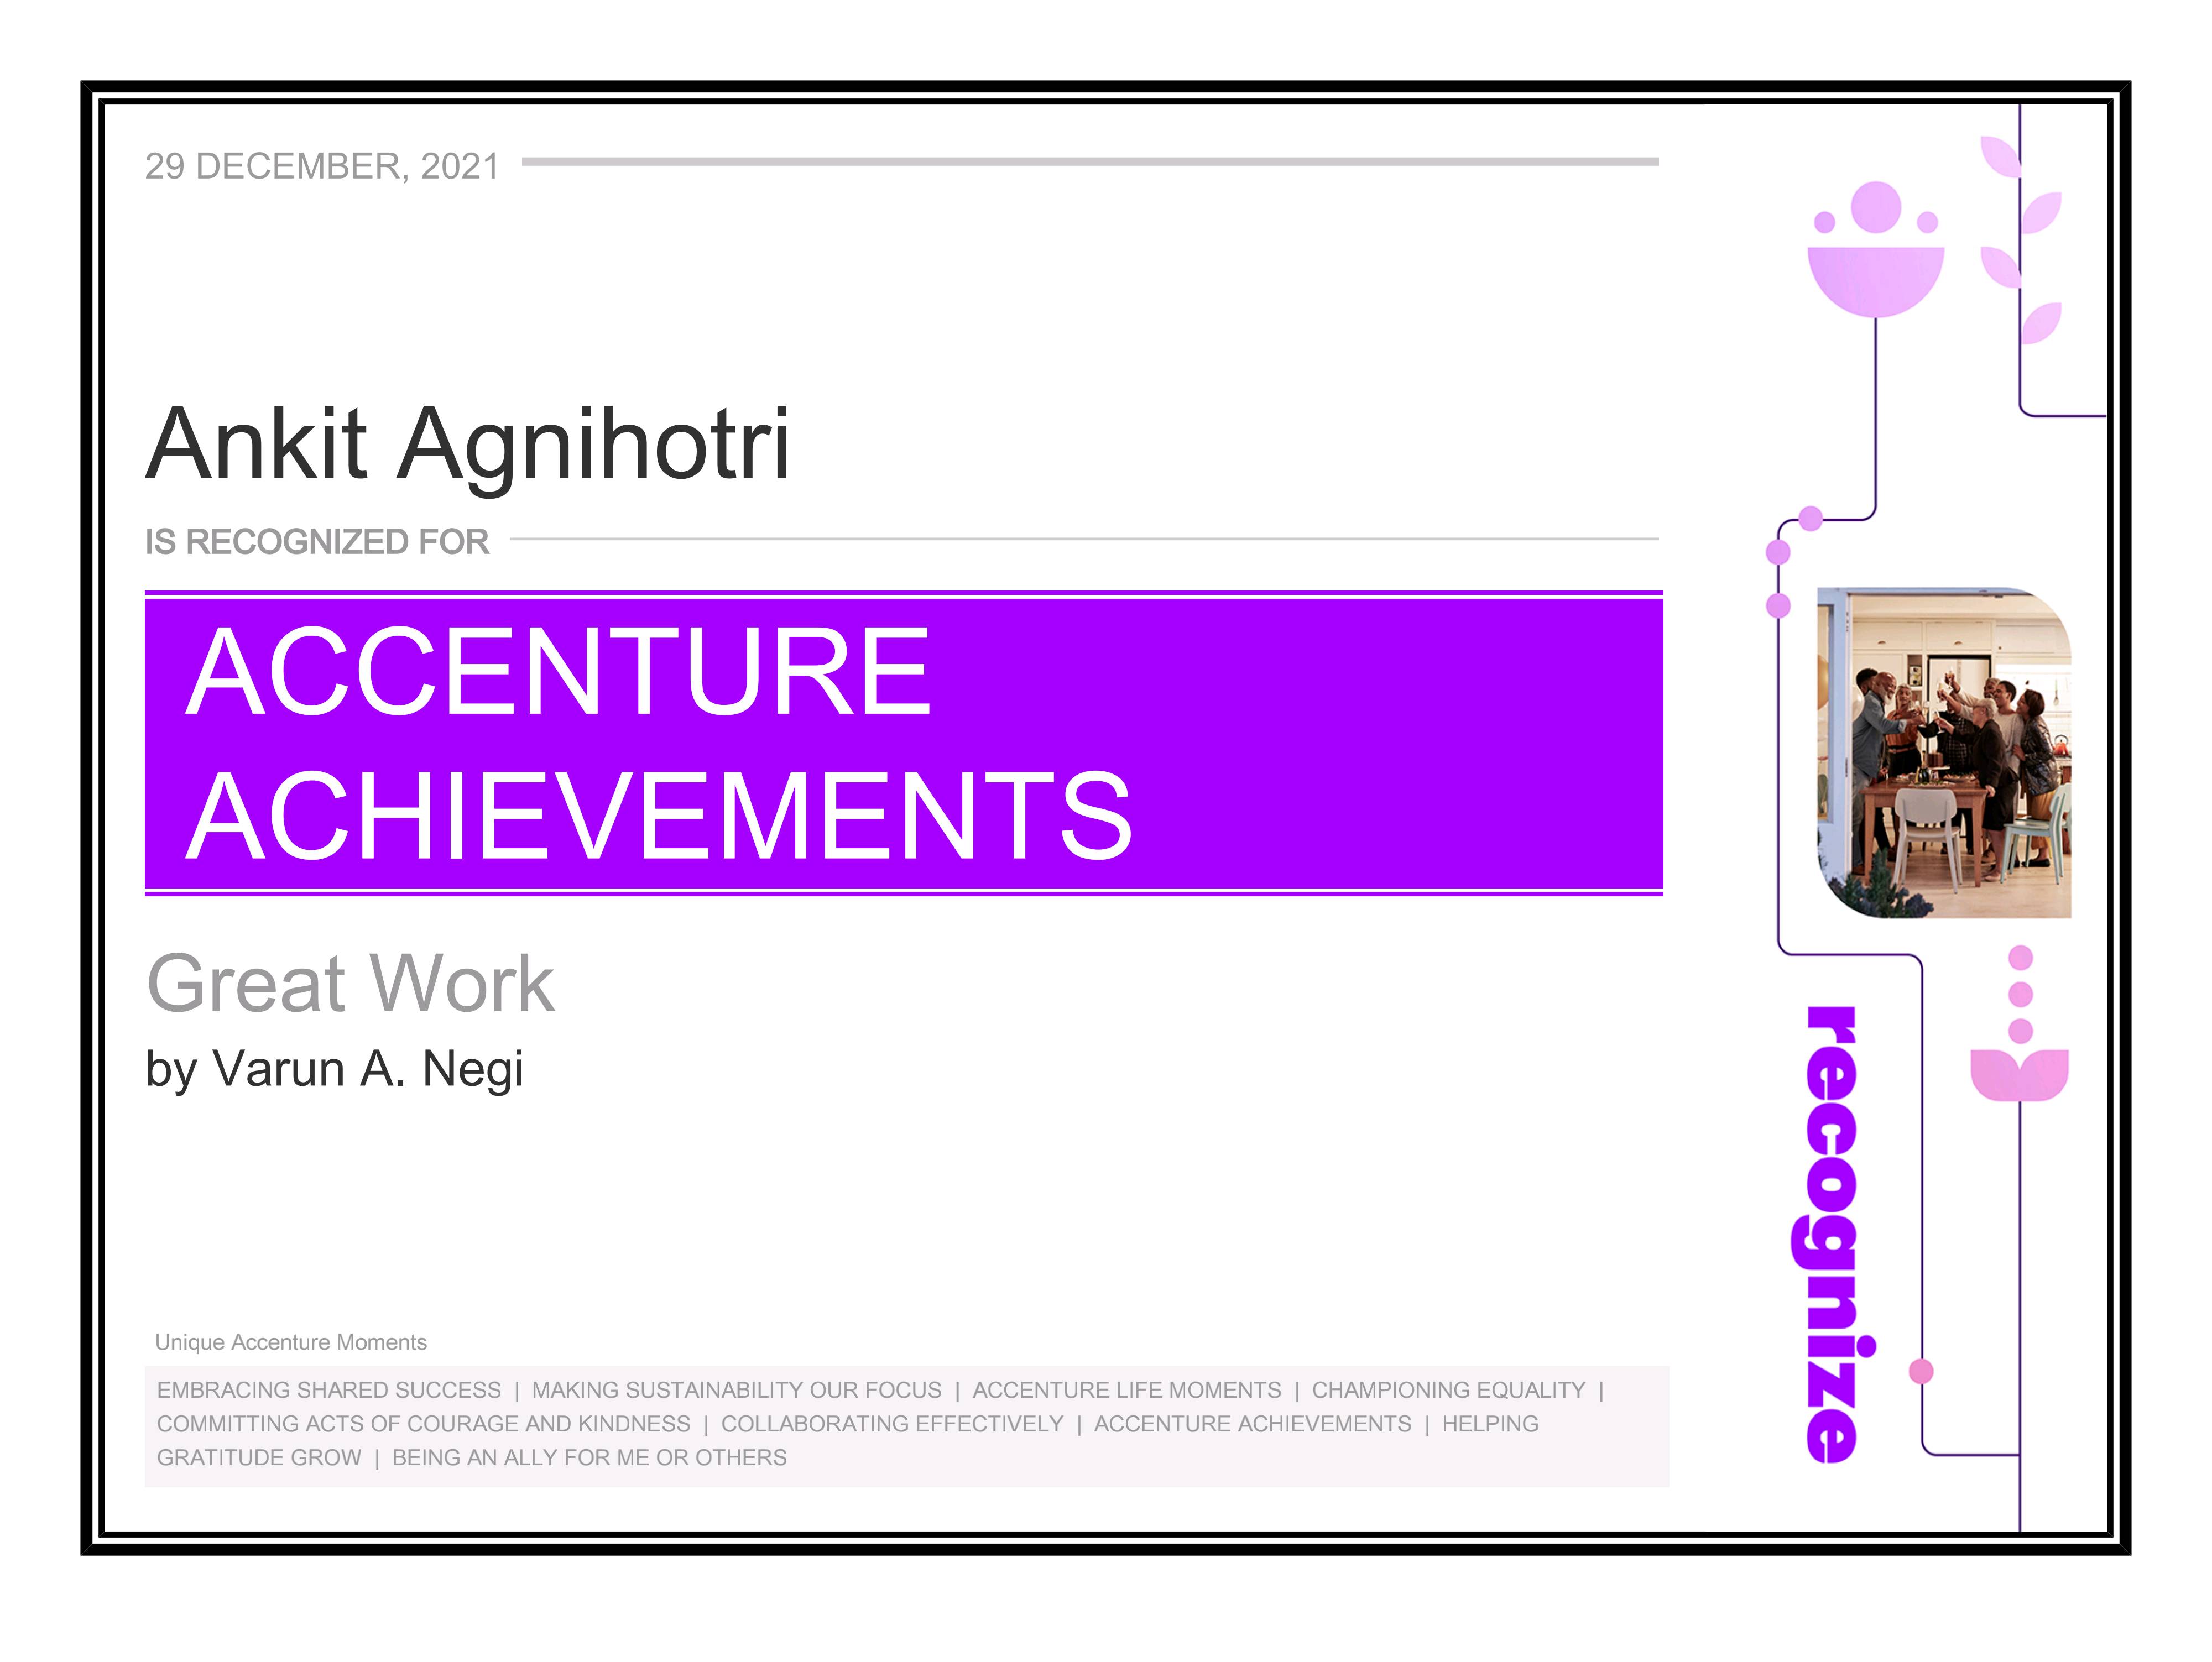 29 DECEMBER, 2021
Ankit Agnihotri
IS RECOGNIZED FOR
ACCENTURE
ACHIEVEMENTS
Great Work
by Varun A. Negi
Unique Accenture Moments
EMBRACING SHARED SUCCESS | MAKING SUSTAINABILITY OUR FOCUS | ACCENTURE LIFE MOMENTS | CHAMPIONING EQUALITY |
COMMITTING ACTS OF COURAGE AND KINDNESS | COLLABORATING EFFECTIVELY | ACCENTURE ACHIEVEMENTS | HELPING
GRATITUDE GROW | BEING AN ALLY FOR ME OR OTHERS
recognize